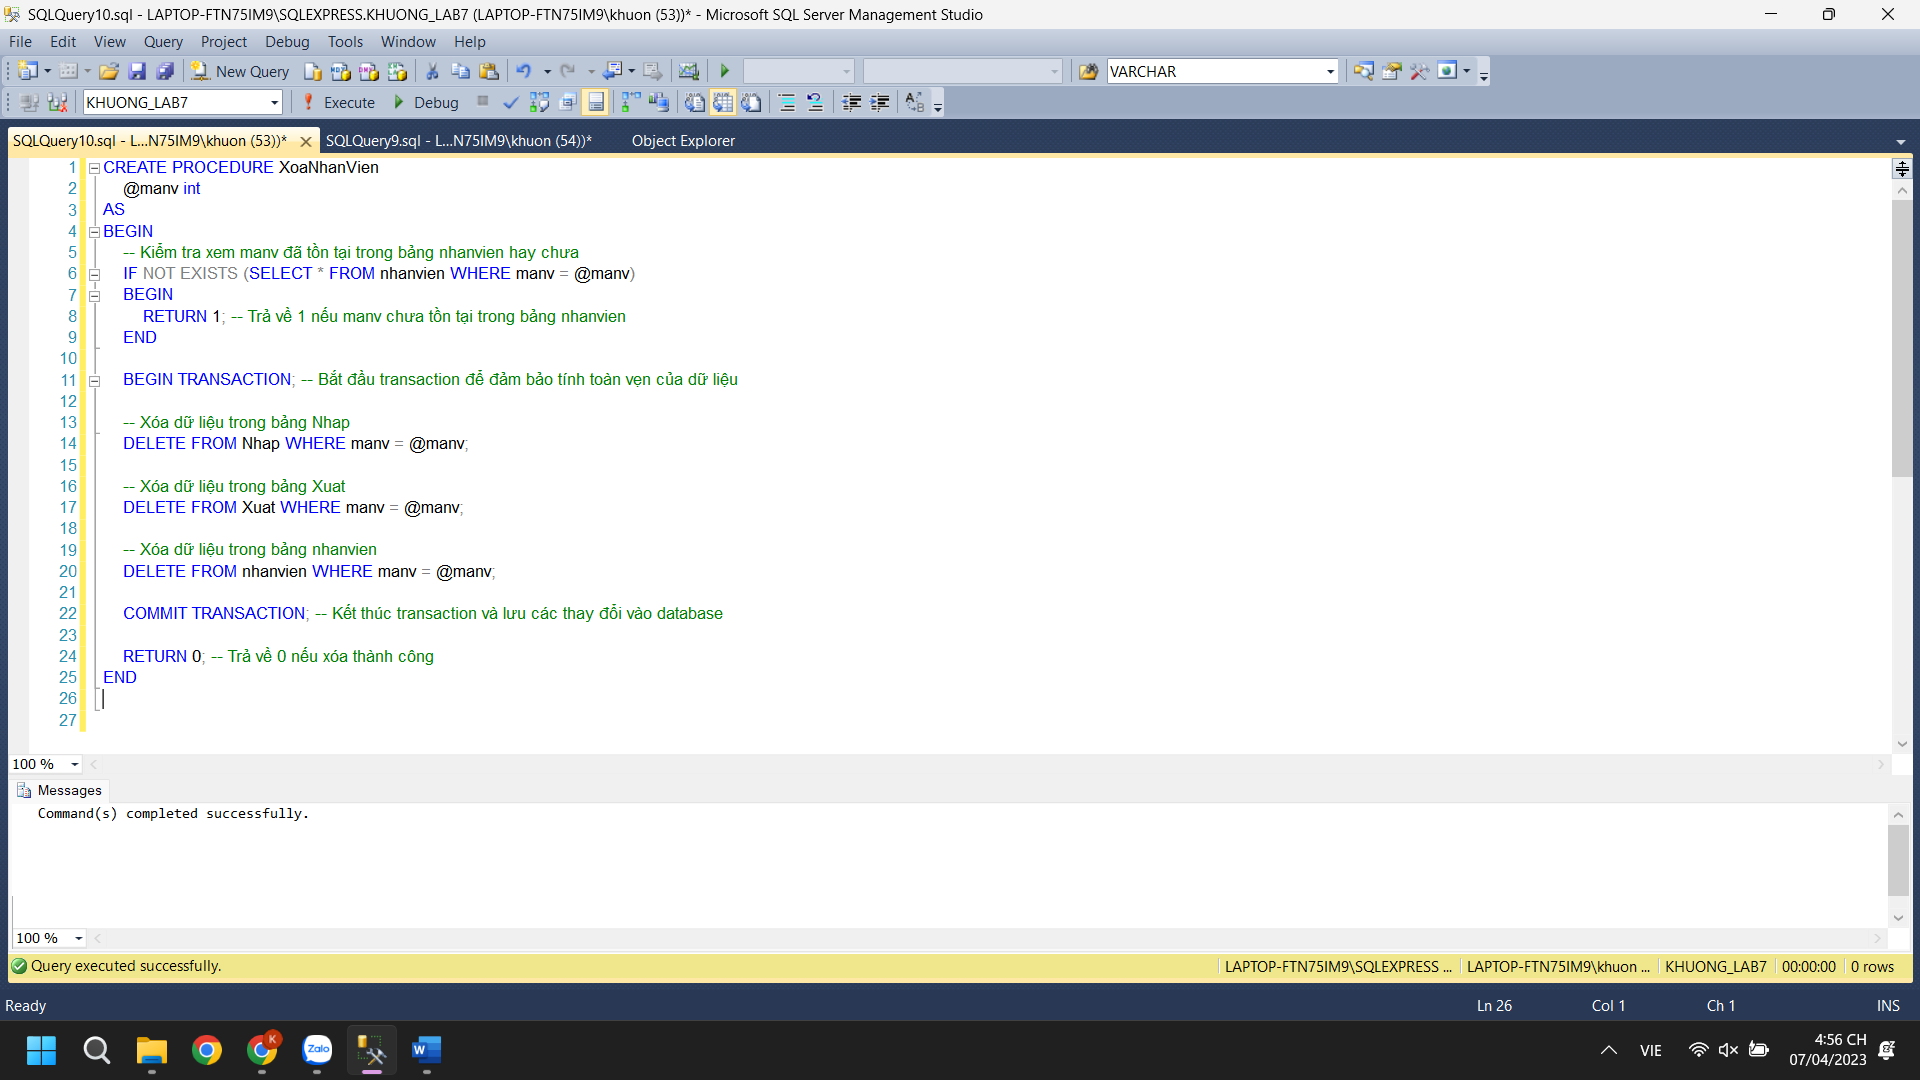 SQLQuery10.sql - LAPTOP-FTN75IM9\SQLEXPRESS.KHUONG_LAB7 (LAPTOP-FTN75IM9\khuon (53))* - Microsoft SQL Server Management Studio
File Edit View Query Project Debug Tools Window Help
New Query VARCHAR
KHUONG_LAB7 Execute Debug
SQLQuery10.sql - L...N75IM9\khuon (53))* SQLQuery9.sql - L...N75IM9\khuon (54))* Object Explorer
1 CREATE PROCEDURE XoaNhanVien
2 @manv int
3 AS
4 BEGIN
5 -- Kiểm tra xem manv đã tồn tại trong bảng nhanvien hay chưa
6 IF NOT EXISTS (SELECT * FROM nhanvien WHERE manv = @manv)
7 BEGIN
8 RETURN 1; -- Trả về 1 nếu manv chưa tồn tại trong bảng nhanvien
9 END
10
11 BEGIN TRANSACTION; -- Bắt đầu transaction để đảm bảo tính toàn vẹn của dữ liệu
12
13 -- Xóa dữ liệu trong bảng Nhap
14 DELETE FROM Nhap WHERE manv = @manv;
15
16 -- Xóa dữ liệu trong bảng Xuat
17 DELETE FROM Xuat WHERE manv = @manv;
18
19 -- Xóa dữ liệu trong bảng nhanvien
20 DELETE FROM nhanvien WHERE manv = @manv;
21
22 COMMIT TRANSACTION; -- Kết thúc transaction và lưu các thay đổi vào database
23
24 RETURN 0; -- Trả về 0 nếu xóa thành công
25 END
26
27
100 %
Messages
Command(s) completed successfully.
100 %
Query executed successfully. LAPTOP-FTN75IM9\SQLEXPRESS ... LAPTOP-FTN75IM9\khuon ... KHUONG_LAB7 00:00:00 0 rows
Ready Ln 26 Col 1 Ch 1 INS
K Zalo W VIE 4:56 CH
07/04/2023